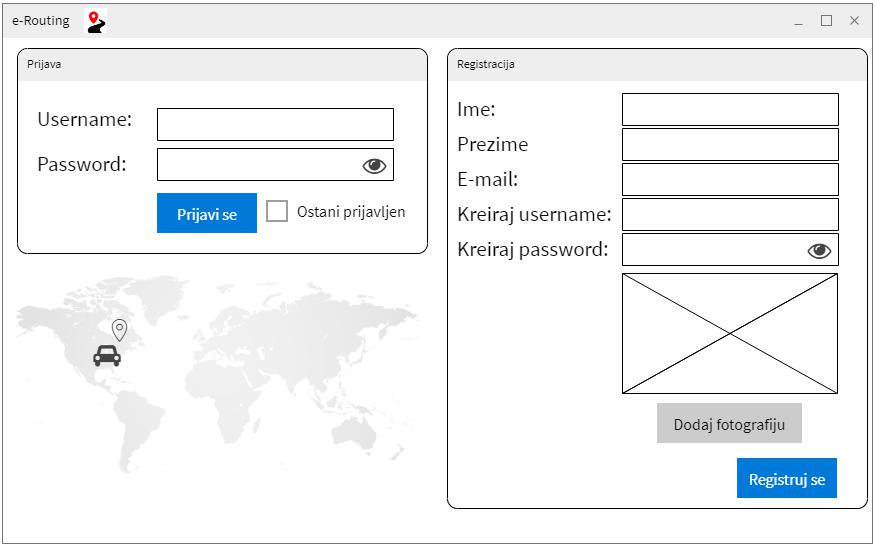 e-Routing
Prijava
Username:
Password:
Prijavi se
Ostani prijavljen
Registracija
Ime:
Prezime
E-mail:
Kreiraj username:
Kreiraj password:
Dodaj fotografiju
Registruj se